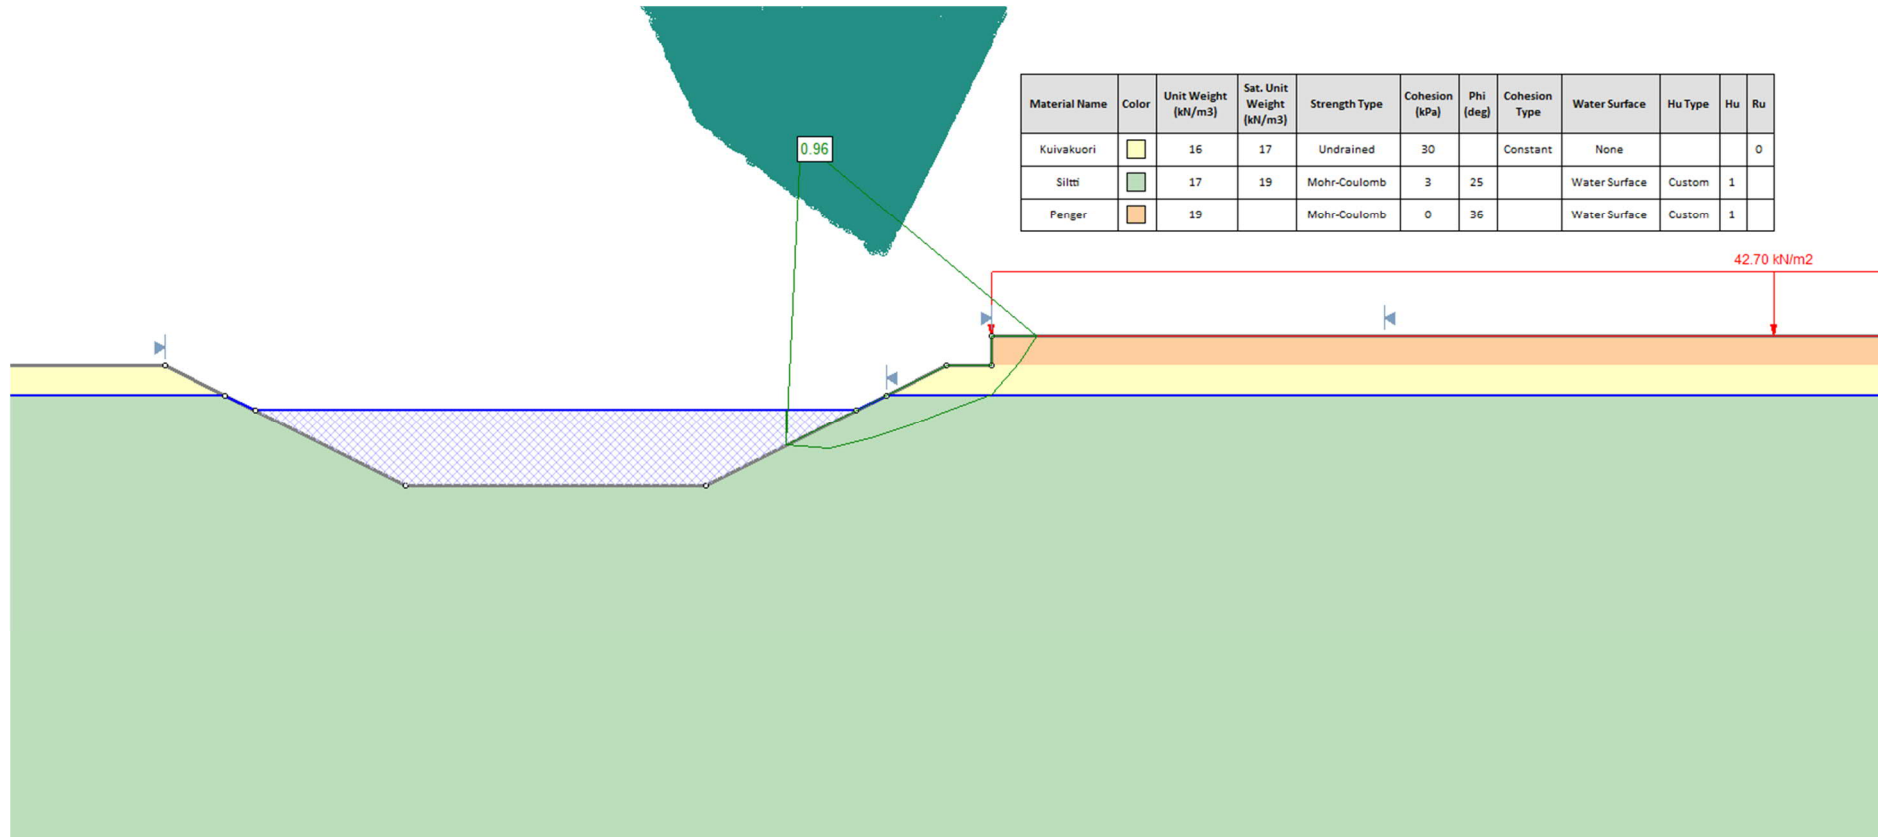 0.96
Material Name Color Unit Weight (kN/m3) Sat. Unit Weight (kN/m3) Strength Type Cohesion (kPa) Phi (deg) Cohesion Type Water Surface Hu Type Hu Ru
Kuivakuori 16 17 Undrained 30 Constant None 0
Siltti 17 19 Mohr-Coulomb 3 25 Water Surface Custom 1
Penger 19 Mohr-Coulomb 0 36 Water Surface Custom 1
42.70 kN/m2